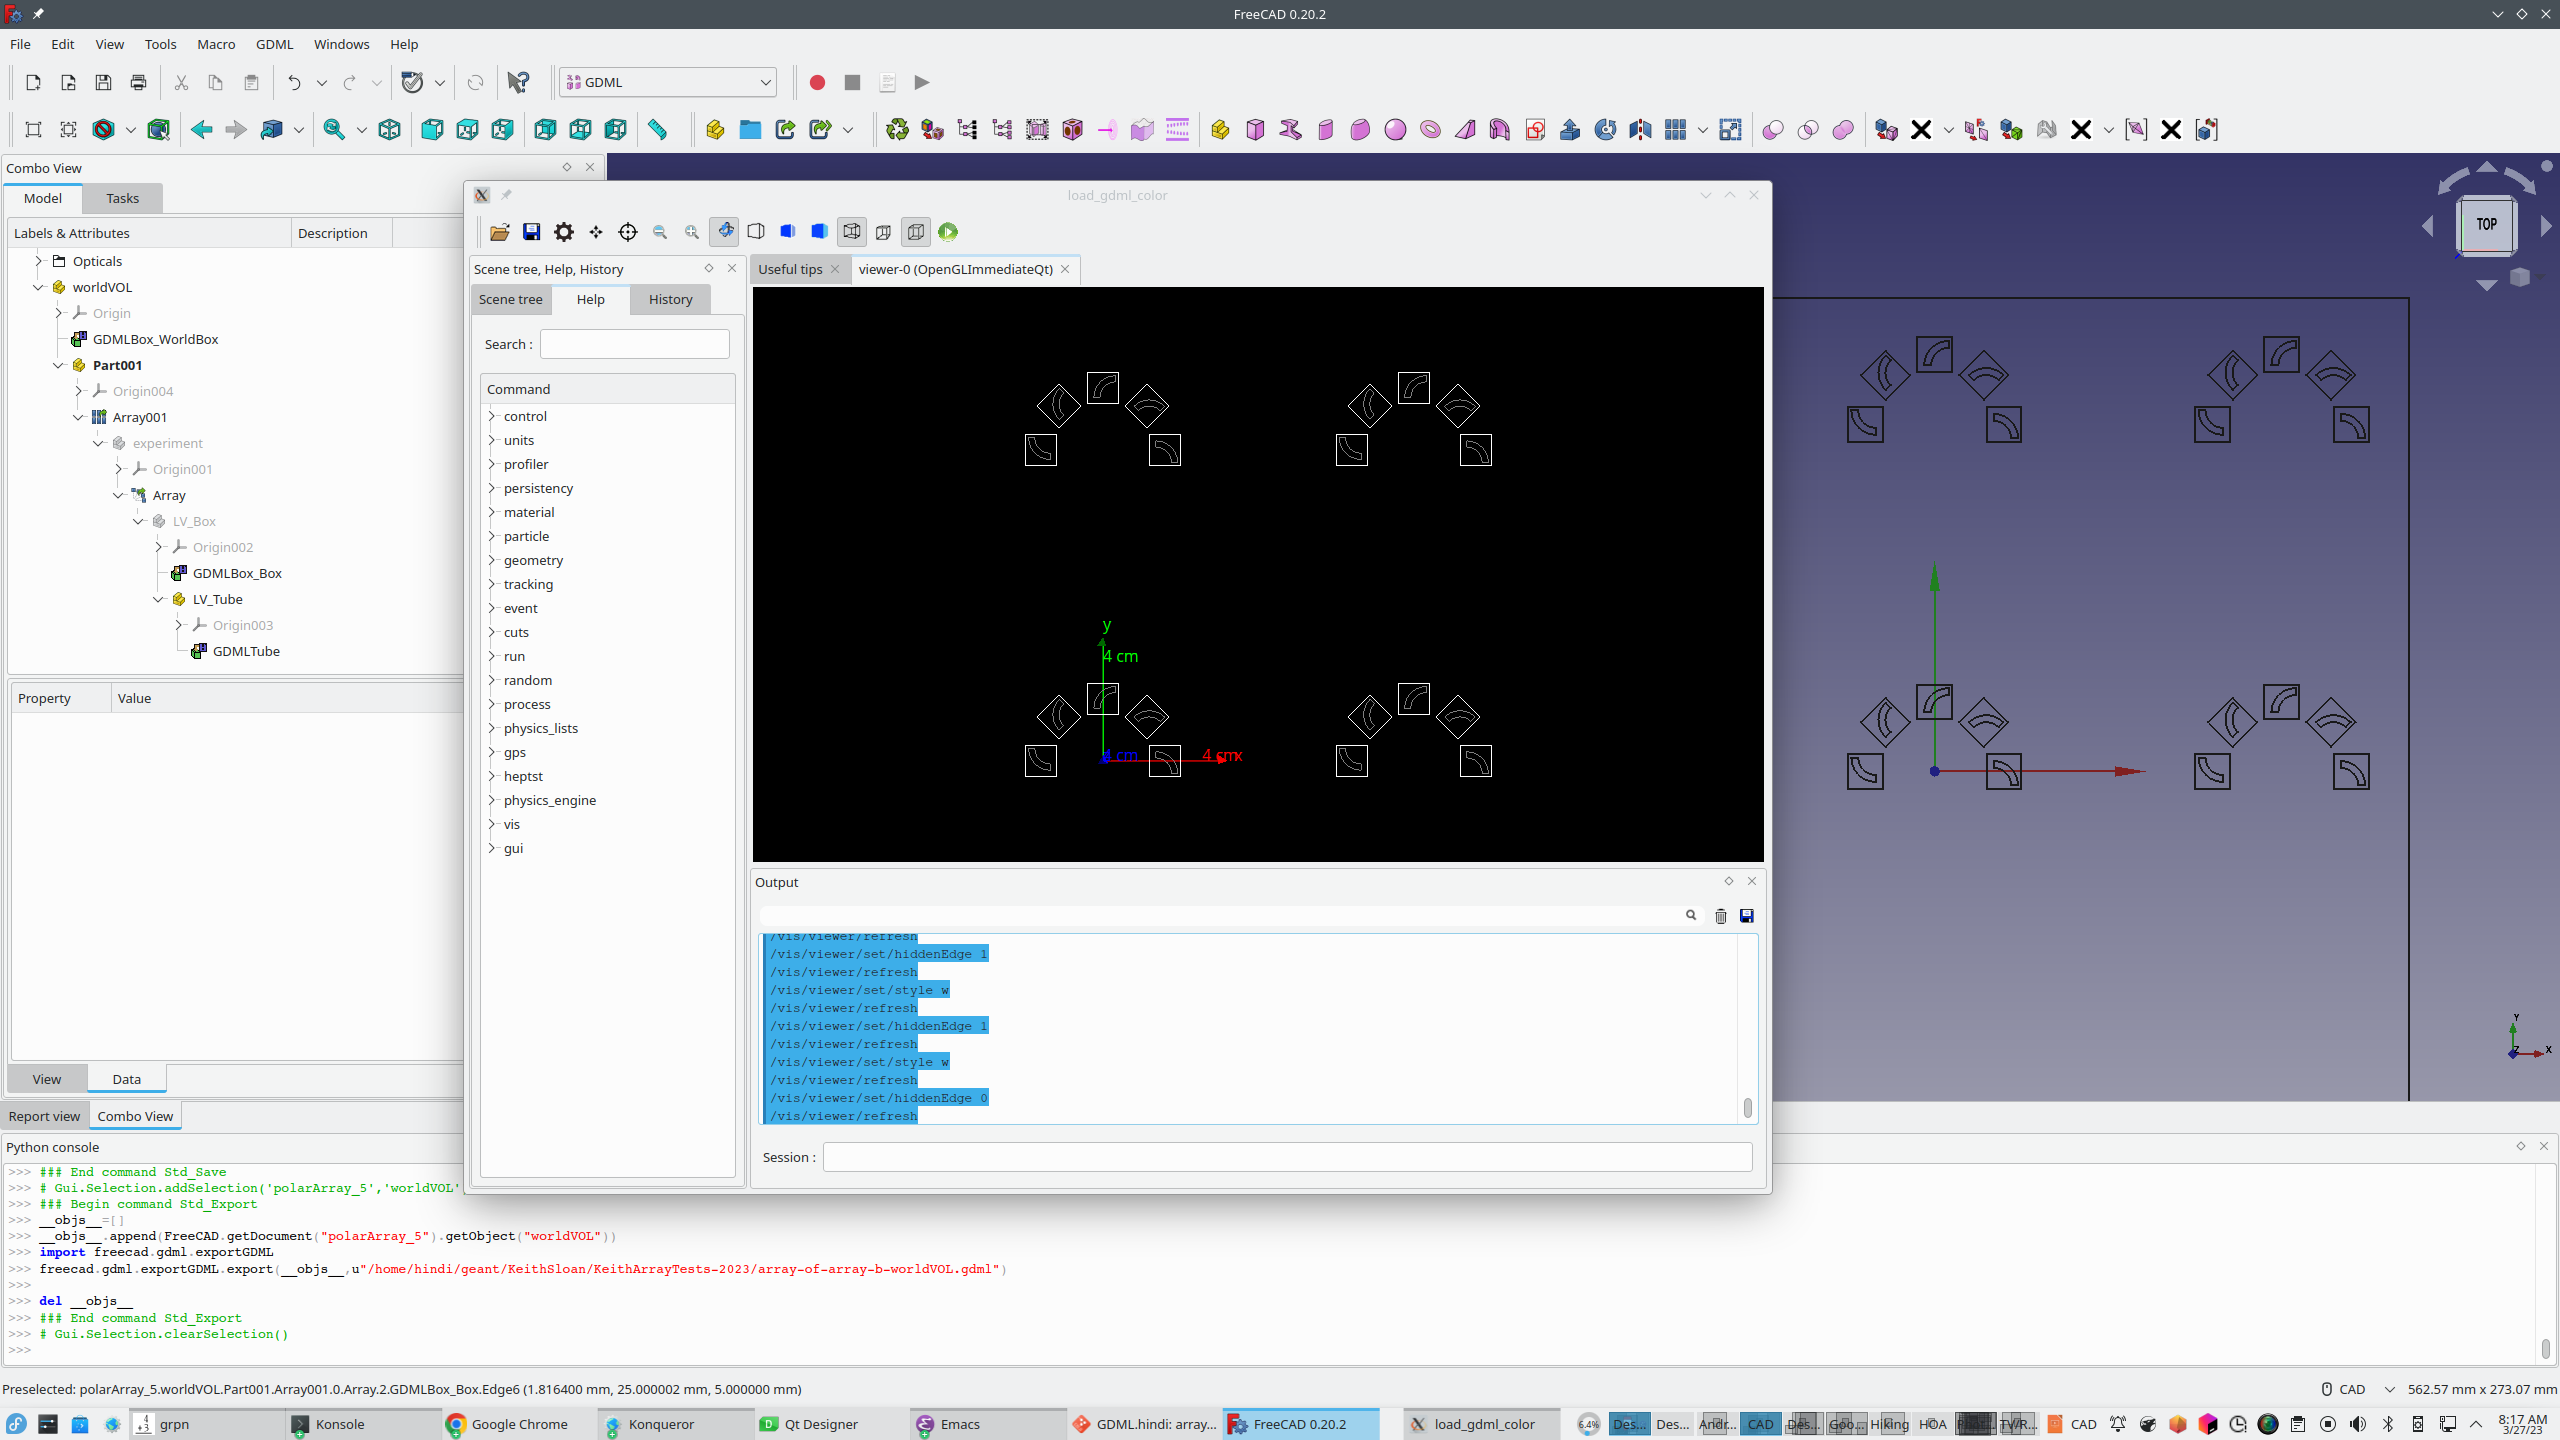 FreeCAD 0.20.2
File Edit View Tools Macro GDML Windows Help
GDML
Combo View
Model Tasks
Labels & Attributes Description
Opticals
worldVOL
Origin
GDMLBox_WorldBox
Part001
Origin004
Array001
experiment
Origin001
Array
LV_Box
Origin002
GDMLBox_Box
LV_Tube
Origin003
GDMLTube
Property Value
View Data
Report view Combo View
load_gdml_color
Scene tree, Help, History
Scene tree Help History
Search :
Command
control
units
profiler
persistency
material
particle
geometry
tracking
event
cuts
run
random
process
physics_lists
gps
heptst
physics_engine
vis
gui
Useful tips viewer-0 (OpenGLImmediateQt)
y
4 cm
4 cm 4 cm x
Output
/vis/viewer/refresh
/vis/viewer/set/hiddenEdge 1
/vis/viewer/refresh
/vis/viewer/set/style w
/vis/viewer/refresh
/vis/viewer/set/hiddenEdge 1
/vis/viewer/refresh
/vis/viewer/set/style w
/vis/viewer/refresh
/vis/viewer/set/hiddenEdge 0
/vis/viewer/refresh
Session :
TOP
Y
Z X
Python console
>>> ### End command Std_Save
>>> # Gui.Selection.addSelection('polarArray_5','worldVOL'
>>> ### Begin command Std_Export
>>> __objs__=[]
>>> __objs__.append(FreeCAD.getDocument("polarArray_5").getObject("worldVOL"))
>>> import freecad.gdml.exportGDML
>>> freecad.gdml.exportGDML.export(__objs__,u"/home/hindi/geant/KeithSloan/KeithArrayTests-2023/array-of-array-b-worldVOL.gdml")
>>>
>>> del __objs__
>>> ### End command Std_Export
>>> # Gui.Selection.clearSelection()
>>>
Preselected: polarArray_5.worldVOL.Part001.Array001.0.Array.2.GDMLBox_Box.Edge6 (1.816400 mm, 25.000002 mm, 5.000000 mm)
CAD 562.57 mm x 273.07 mm
grpn Konsole Google Chrome Konqueror Qt Designer Emacs GDML.hindi: array... FreeCAD 0.20.2 load_gdml_color 6.4% Des... Des... Andr... CAD Des... Goo... Hiking HOA TWR... CAD 8:17 AM
3/27/23